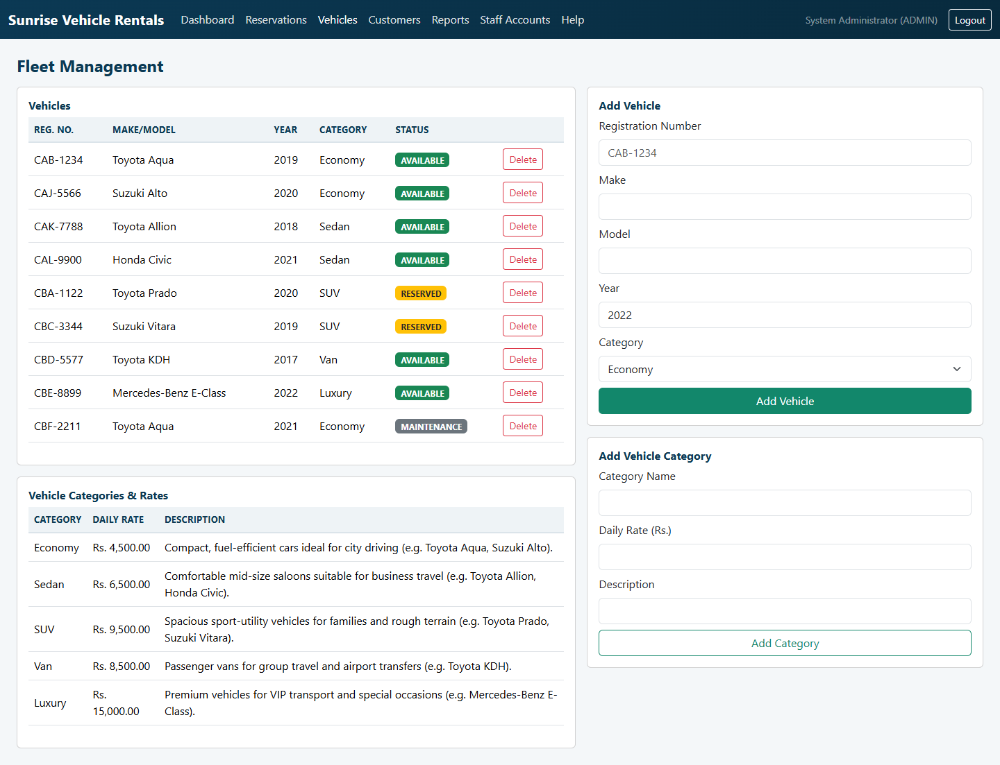 Sunrise Vehicle Rentals Dashboard Reservations Vehicles Customers Reports Staff Accounts Help System Administrator (ADMIN) Logout
Fleet Management
Vehicles
REG. NO. MAKE/MODEL YEAR CATEGORY STATUS
CAB-1234 Toyota Aqua 2019 Economy AVAILABLE Delete
CAJ-5566 Suzuki Alto 2020 Economy AVAILABLE Delete
CAK-7788 Toyota Allion 2018 Sedan AVAILABLE Delete
CAL-9900 Honda Civic 2021 Sedan AVAILABLE Delete
CBA-1122 Toyota Prado 2020 SUV RESERVED Delete
CBC-3344 Suzuki Vitara 2019 SUV RESERVED Delete
CBD-5577 Toyota KDH 2017 Van AVAILABLE Delete
CBE-8899 Mercedes-Benz E-Class 2022 Luxury AVAILABLE Delete
CBF-2211 Toyota Aqua 2021 Economy MAINTENANCE Delete
Vehicle Categories & Rates
CATEGORY DAILY RATE DESCRIPTION
Economy Rs. 4,500.00 Compact, fuel-efficient cars ideal for city driving (e.g. Toyota Aqua, Suzuki Alto).
Sedan Rs. 6,500.00 Comfortable mid-size saloons suitable for business travel (e.g. Toyota Allion,
Honda Civic).
SUV Rs. 9,500.00 Spacious sport-utility vehicles for families and rough terrain (e.g. Toyota Prado,
Suzuki Vitara).
Van Rs. 8,500.00 Passenger vans for group travel and airport transfers (e.g. Toyota KDH).
Luxury Rs. 15,000.00 Premium vehicles for VIP transport and special occasions (e.g. Mercedes-Benz E-
Class).
Add Vehicle
Registration Number
CAB-1234
Make
Model
Year
2022
Category
Economy
Add Vehicle
Add Vehicle Category
Category Name
Daily Rate (Rs.)
Description
Add Category